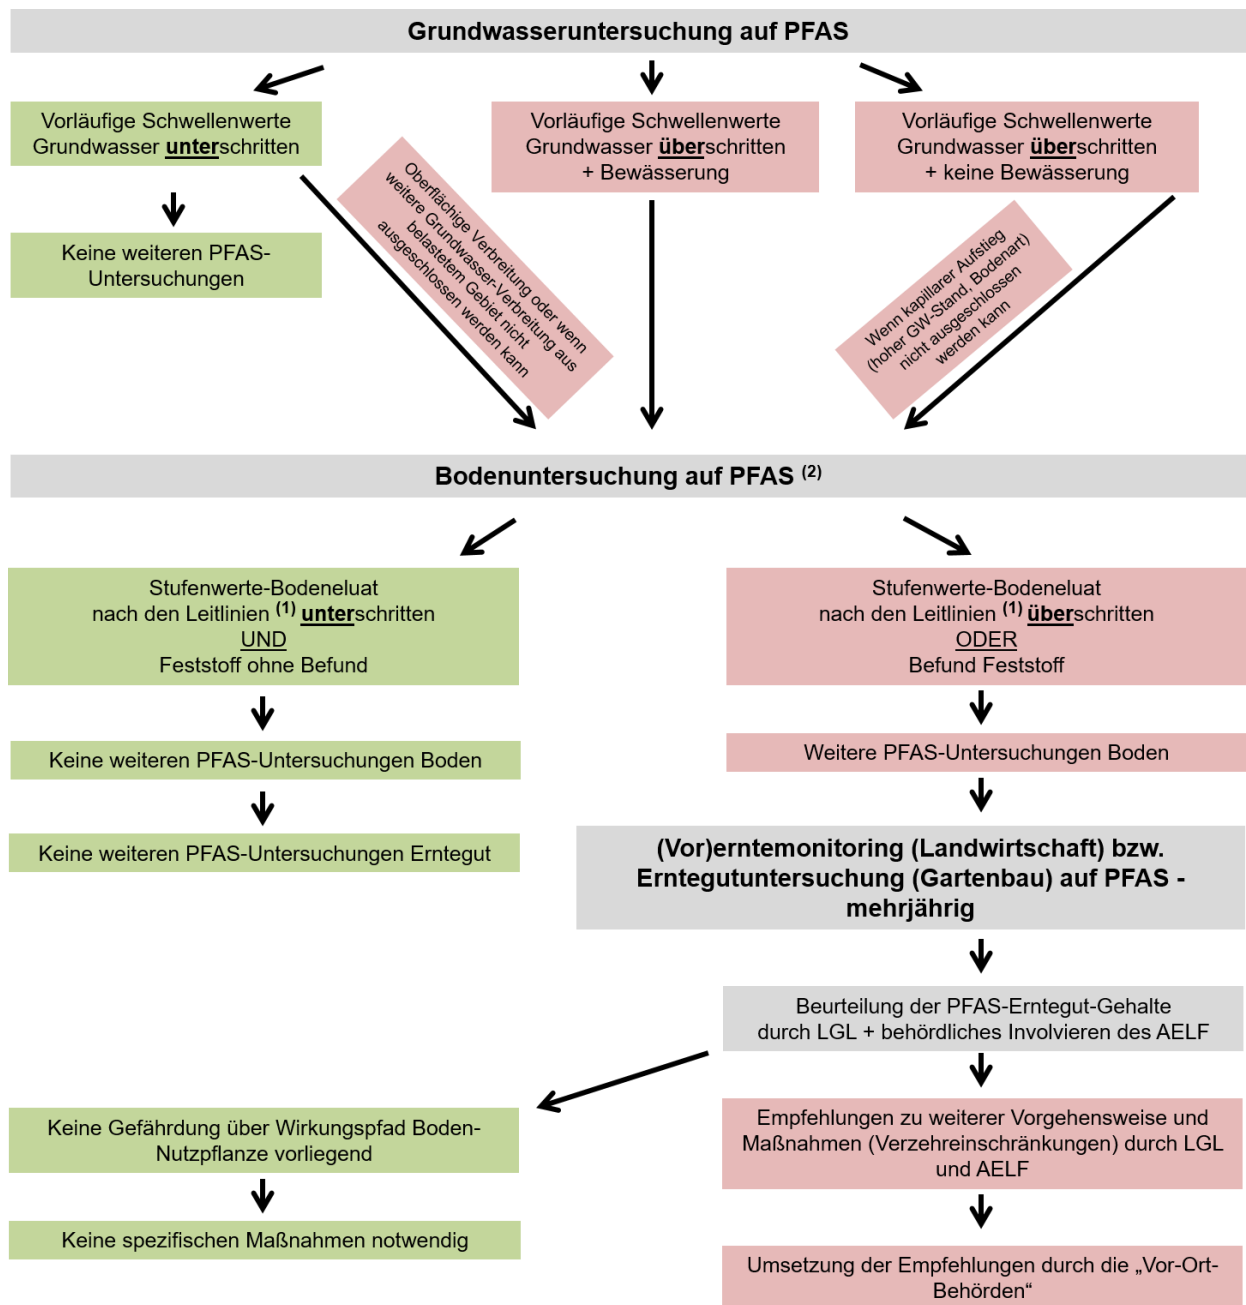 Grundwasseruntersuchung auf PFAS
Vorläufige Schwellenwerte
Grundwasser unterschritten
Vorläufige Schwellenwerte
Grundwasser überschritten
+ Bewässerung
Vorläufige Schwellenwerte
Grundwasser überschritten
+ keine Bewässerung
Keine weiteren PFAS-
Untersuchungen
Oberflächige Verbreitung oder wenn
weitere Grundwasser-Verbreitung aus
belastetem Gebiet nicht
ausgeschlossen werden kann
Wenn kapillarer Aufstieg
(hoher GW-Stand, Bodenart)
nicht ausgeschlossen
werden kann
Bodenuntersuchung auf PFAS (2)
Stufenwerte-Bodeneluat
nach den Leitlinien (1) unterschritten
UND
Feststoff ohne Befund
Stufenwerte-Bodeneluat
nach den Leitlinien (1) überschritten
ODER
Befund Feststoff
Keine weiteren PFAS-Untersuchungen Boden
Weitere PFAS-Untersuchungen Boden
Keine weiteren PFAS-Untersuchungen Erntegut
(Vor)erntemonitoring (Landwirtschaft) bzw.
Erntegutuntersuchung (Gartenbau) auf PFAS -
mehrjährig
Beurteilung der PFAS-Erntegut-Gehalte
durch LGL + behördliches Involvieren des AELF
Keine Gefährdung über Wirkungspfad Boden-
Nutzpflanze vorliegend
Empfehlungen zu weiterer Vorgehensweise und
Maßnahmen (Verzehreinschränkungen) durch LGL
und AELF
Keine spezifischen Maßnahmen notwendig
Umsetzung der Empfehlungen durch die „Vor-Ort-
Behörden“